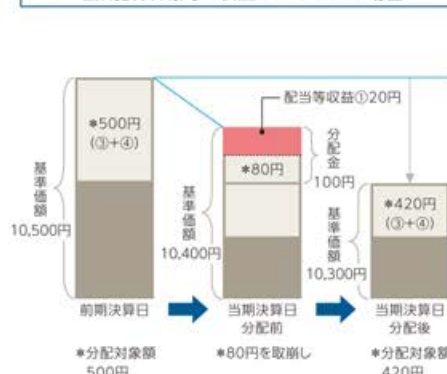 配当等収益①20円
*500円
(③+④)
分配金
100円
*80円
*420円
(③+④)
基準価額
10,500円
基準価額
10,400円
基準価額
10,300円
前期決算日
当期決算日
分配前
当期決算日
分配後
*分配対象額
500円
*80円を取崩し
*分配対象額
420円